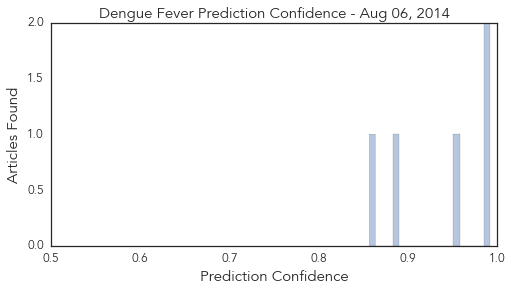 Dengue Fever Prediction Confidence - Aug 06, 2014
2.0
1.5
1.0
0.5
0.0
Articles Found
0.5 0.6 0.7 0.8 0.9 1.0
Prediction Confidence